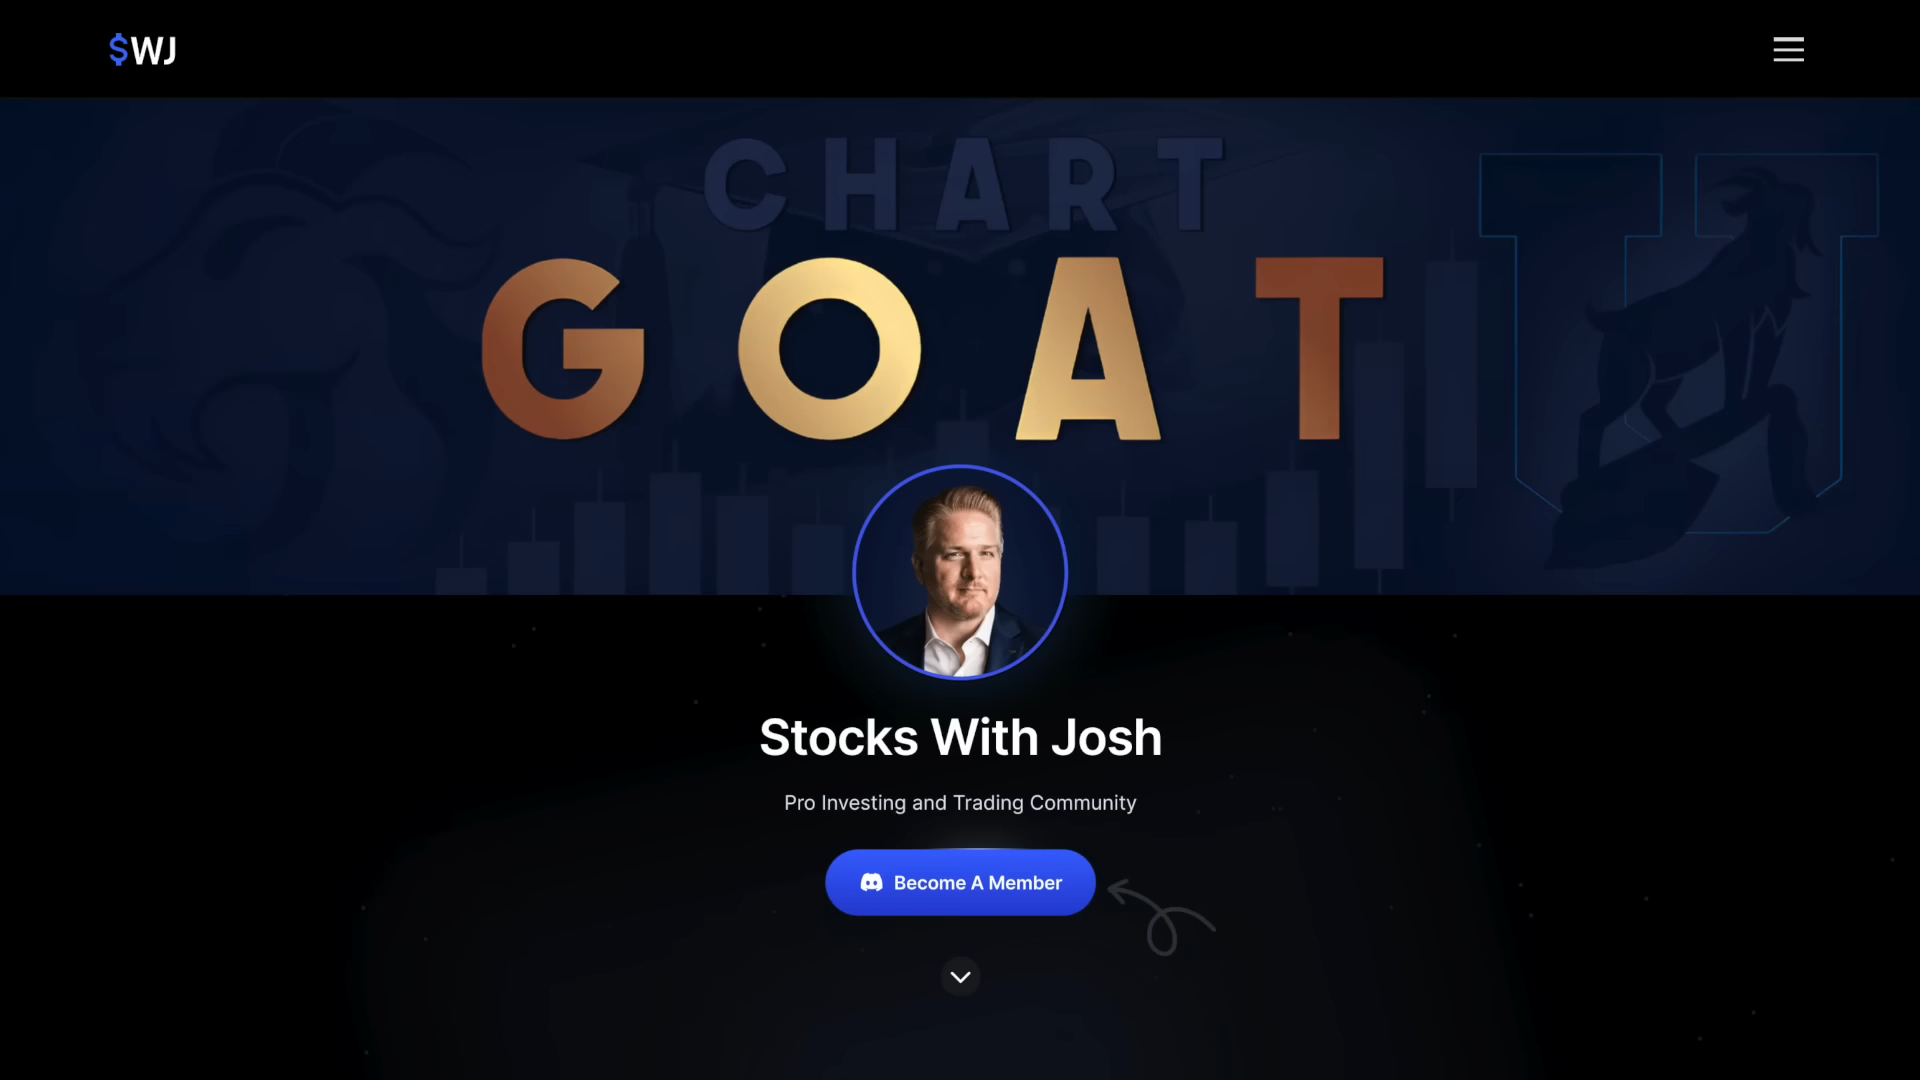 $WJ
CHART
GOAT
U
Stocks With Josh
Pro Investing and Trading Community
Become A Member